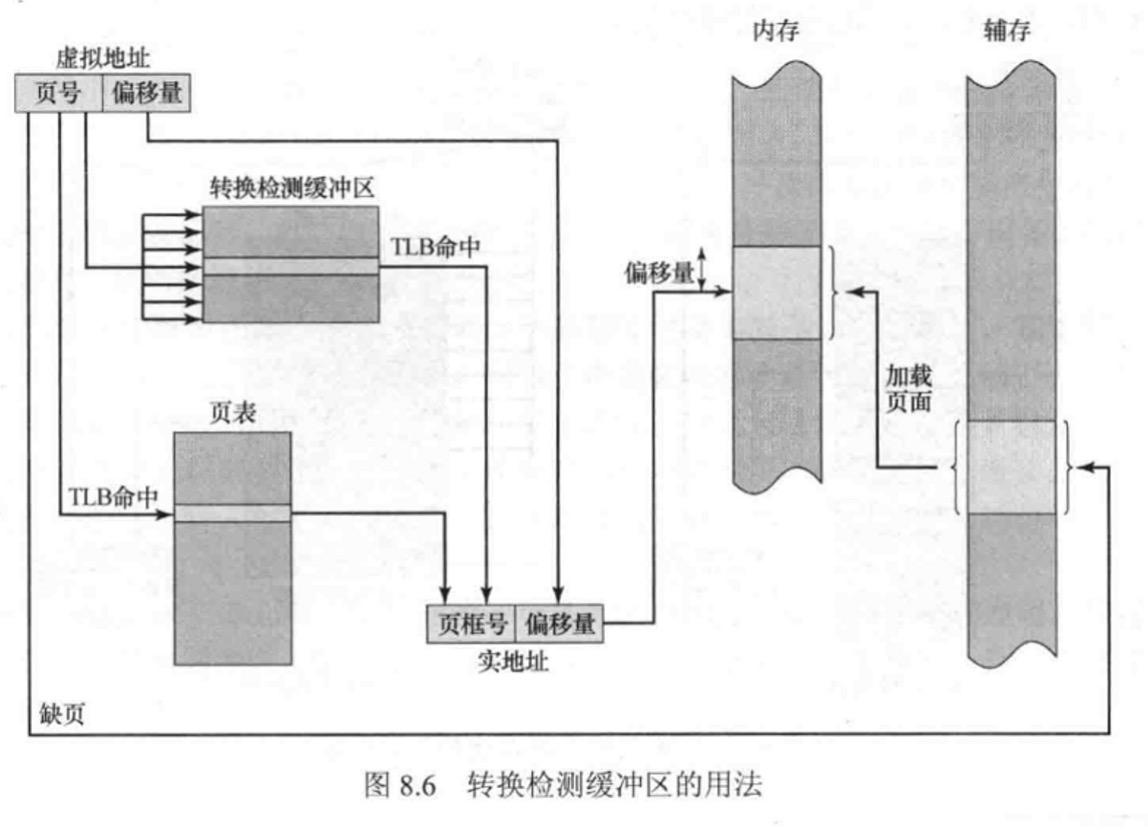 内存
辅存
虚拟地址
页号 偏移量
转换检测缓冲区
TLB命中
偏移量
加载
页面
页表
TLB命中
页框号 偏移量
实地址
缺页
图 8.6 转换检测缓冲区的用法